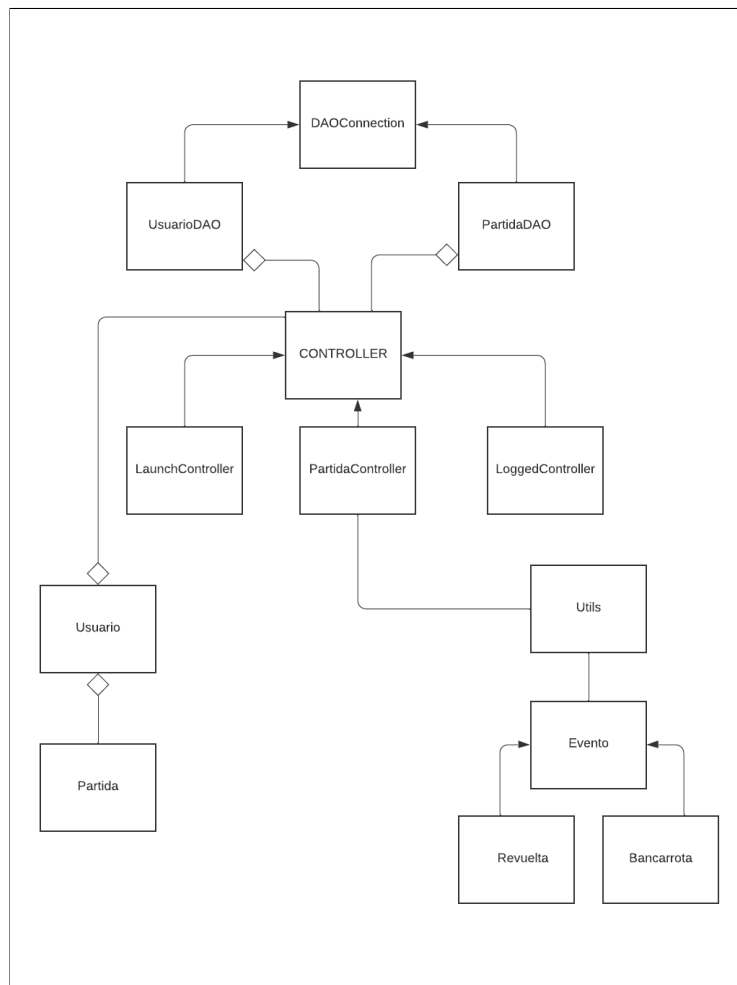 DAOConnection
UsuarioDAO
PartidaDAO
CONTROLLER
LaunchController
PartidaController
LoggedController
Utils
Usuario
Evento
Partida
Revuelta
Bancarrota